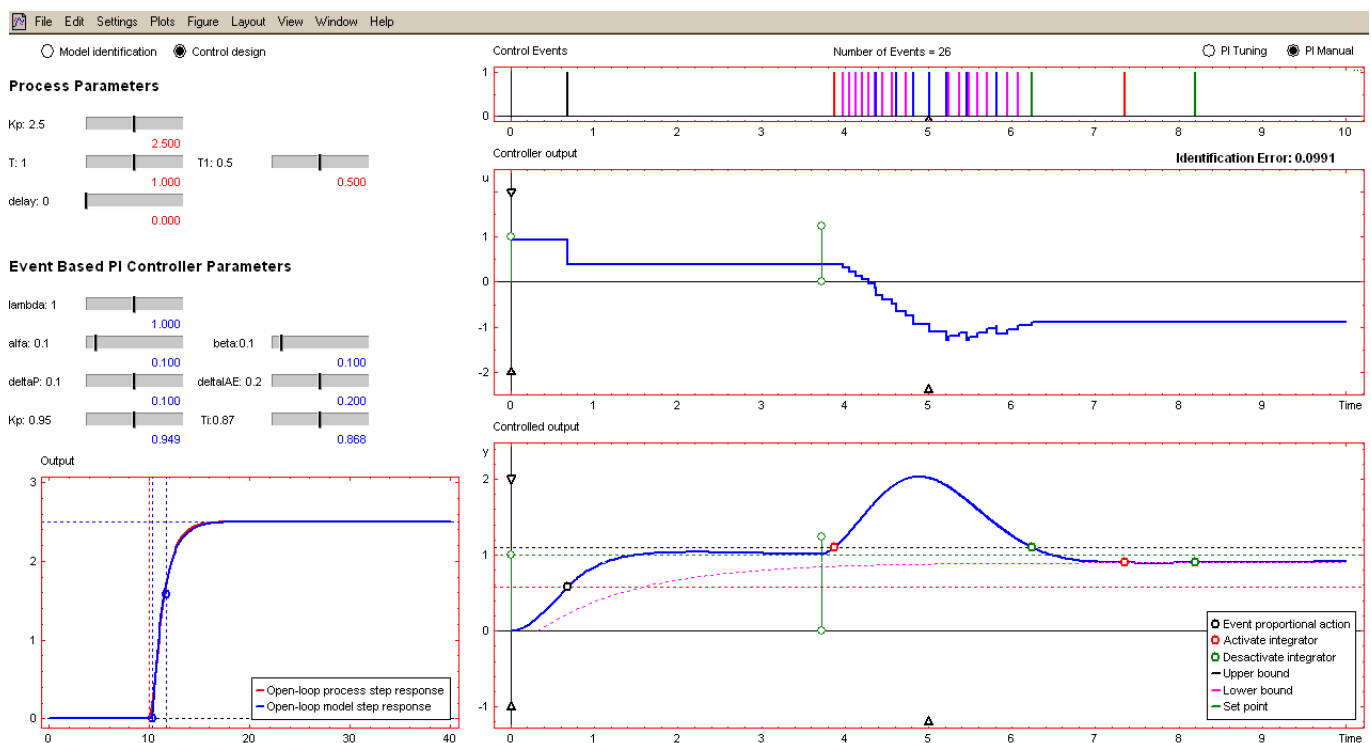 File Edit Settings Plots Figure Layout View Window Help
Model identification Control design
Process Parameters
Kp: 2.5
2.500
T: 1 T1: 0.5
1.000 0.500
delay: 0
0.000
Event Based PI Controller Parameters
lambda: 1
1.000
alfa: 0.1 beta:0.1
0.100 0.100
deltaP: 0.1 deltaIAE: 0.2
0.100 0.200
Kp: 0.95 Ti:0.87
0.949 0.868
Output
3
2
1
0
0 10 20 30 40
Open-loop process step response
Open-loop model step response
Control Events Number of Events = 26 PI Tuning PI Manual
1
0
0 1 2 3 4 5 6 7 8 9 10
Controller output Identification Error: 0.0991
u
1
0
-1
-2
0 1 2 3 4 5 6 7 8 9 Time
Controlled output
y
2
1
0
-1
0 1 2 3 4 5 6 7 8 9 Time
Event proportional action
Activate integrator
Desactivate integrator
Upper bound
Lower bound
Set point